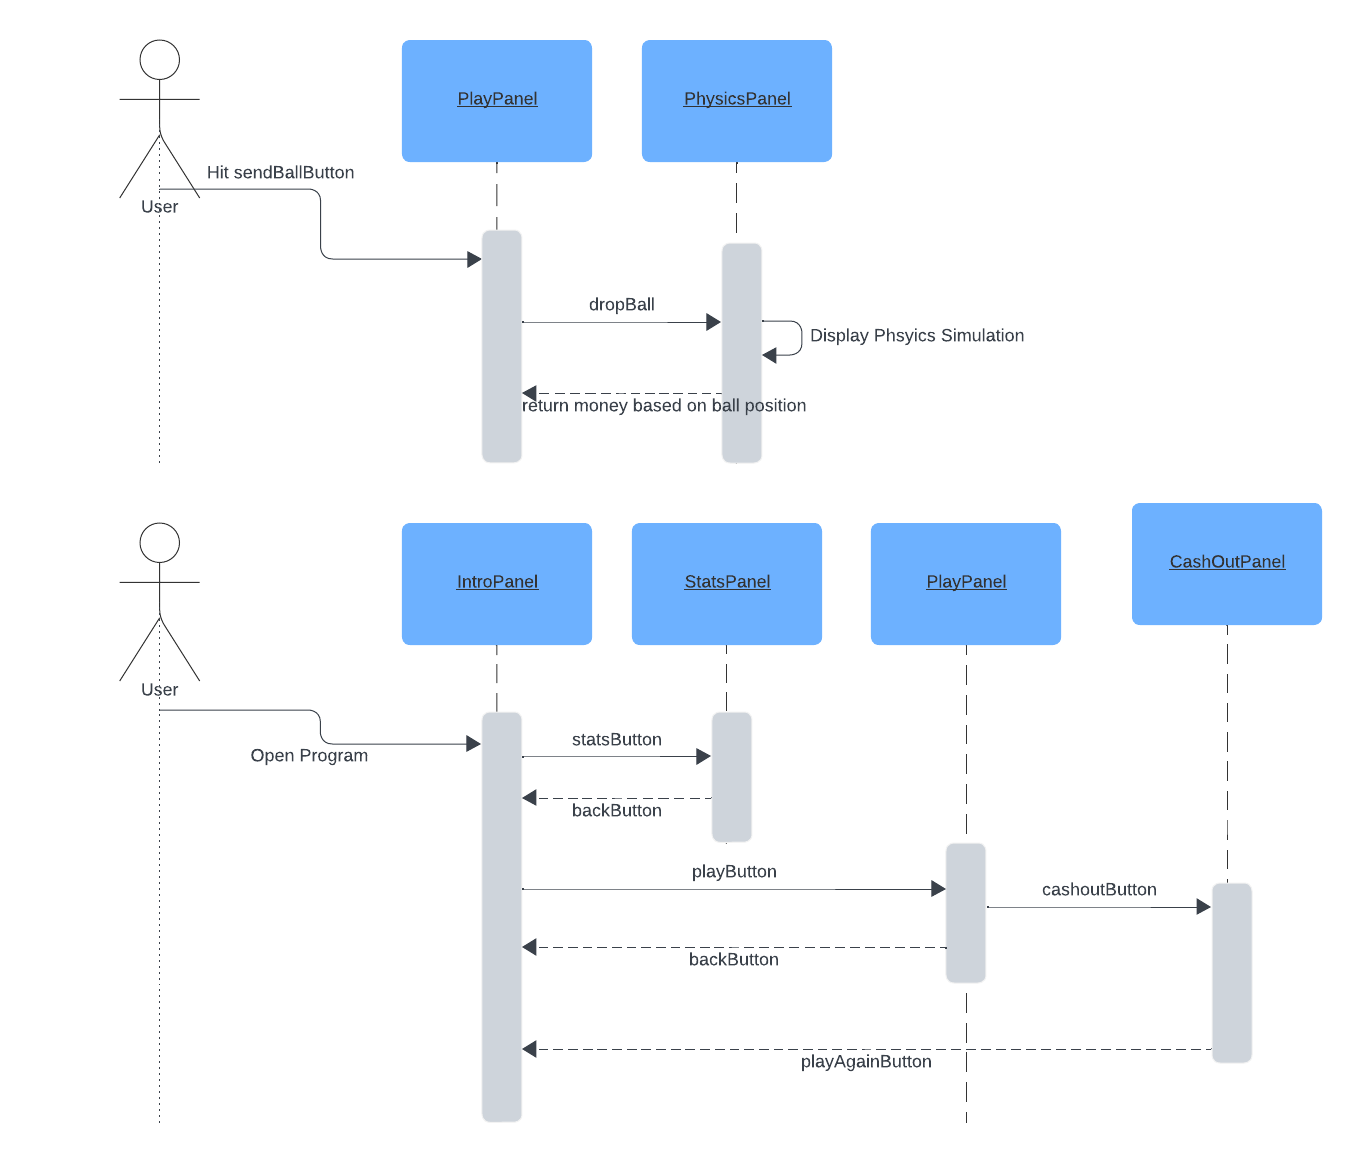 PlayPanel
PhysicsPanel
Hit sendBallButton
User
dropBall
Display Phsyics Simulation
return money based on ball position
CashOutPanel
IntroPanel
StatsPanel
PlayPanel
User
Open Program
statsButton
backButton
playButton
cashoutButton
backButton
playAgainButton